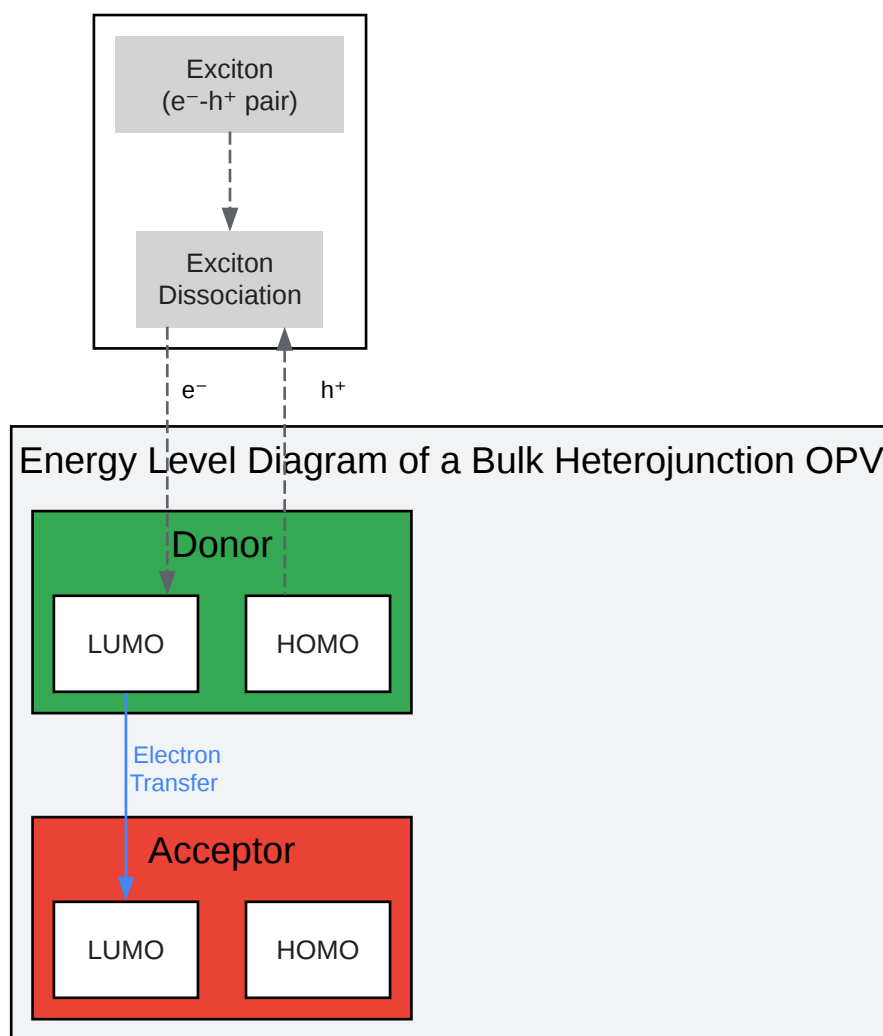 Exciton
(e⁻-h⁺ pair)
Exciton
Dissociation
e⁻
h⁺
Energy Level Diagram of a Bulk Heterojunction OPV
Donor
LUMO
HOMO
Electron
Transfer
Acceptor
LUMO
HOMO